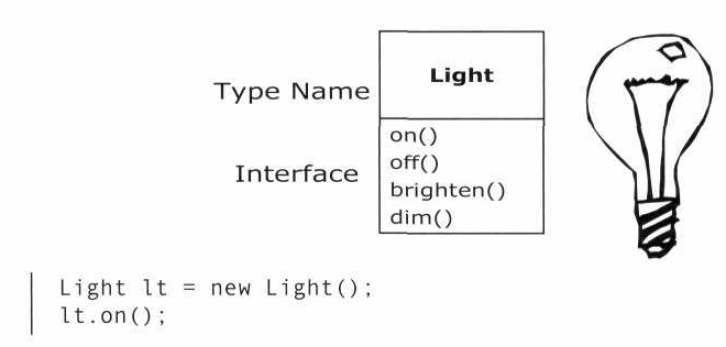 Light
Type Name
on()
off()
Interface
brighten()
dim()
Light lt = new Light();
lt.on();